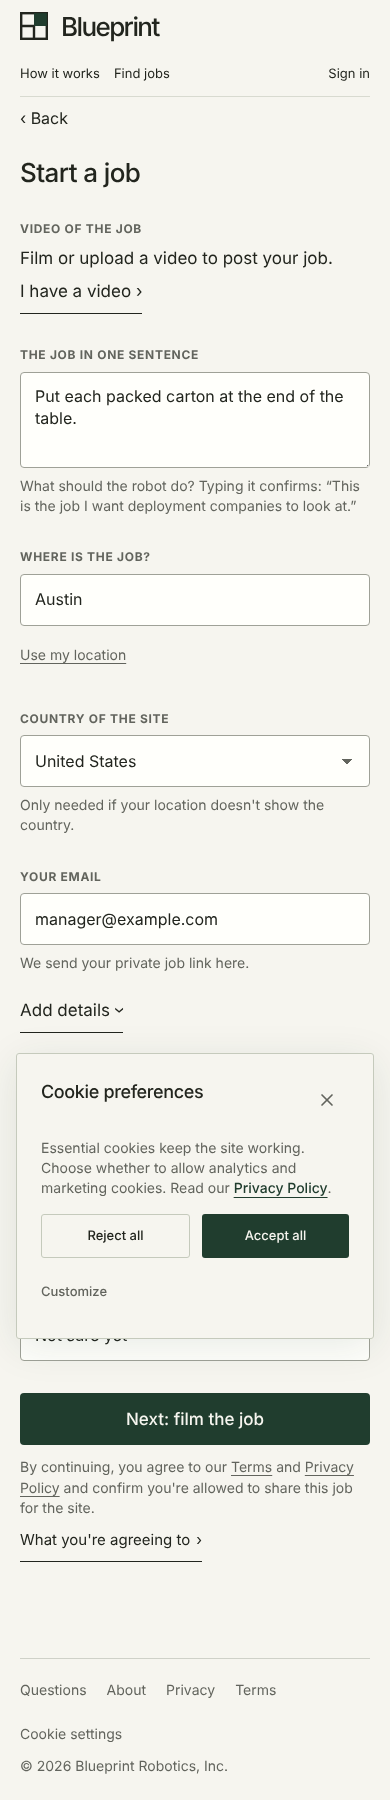 Blueprint
How it works Find jobs Sign in
‹ Back
Start a job
VIDEO OF THE JOB
Film or upload a video to post your job.
I have a video ›
THE JOB IN ONE SENTENCE
Put each packed carton at the end of the
table.
What should the robot do? Typing it confirms: “This
is the job I want deployment companies to look at.”
WHERE IS THE JOB?
Austin
Use my location
COUNTRY OF THE SITE
United States
Only needed if your location doesn't show the
country.
YOUR EMAIL
manager@example.com
We send your private job link here.
Add details
Cookie preferences
Essential cookies keep the site working.
Choose whether to allow analytics and
marketing cookies. Read our Privacy Policy.
Reject all Accept all
Customize
Not sure yet
Next: film the job
By continuing, you agree to our Terms and Privacy
Policy and confirm you're allowed to share this job
for the site.
What you're agreeing to ›
Questions About Privacy Terms
Cookie settings
© 2026 Blueprint Robotics, Inc.